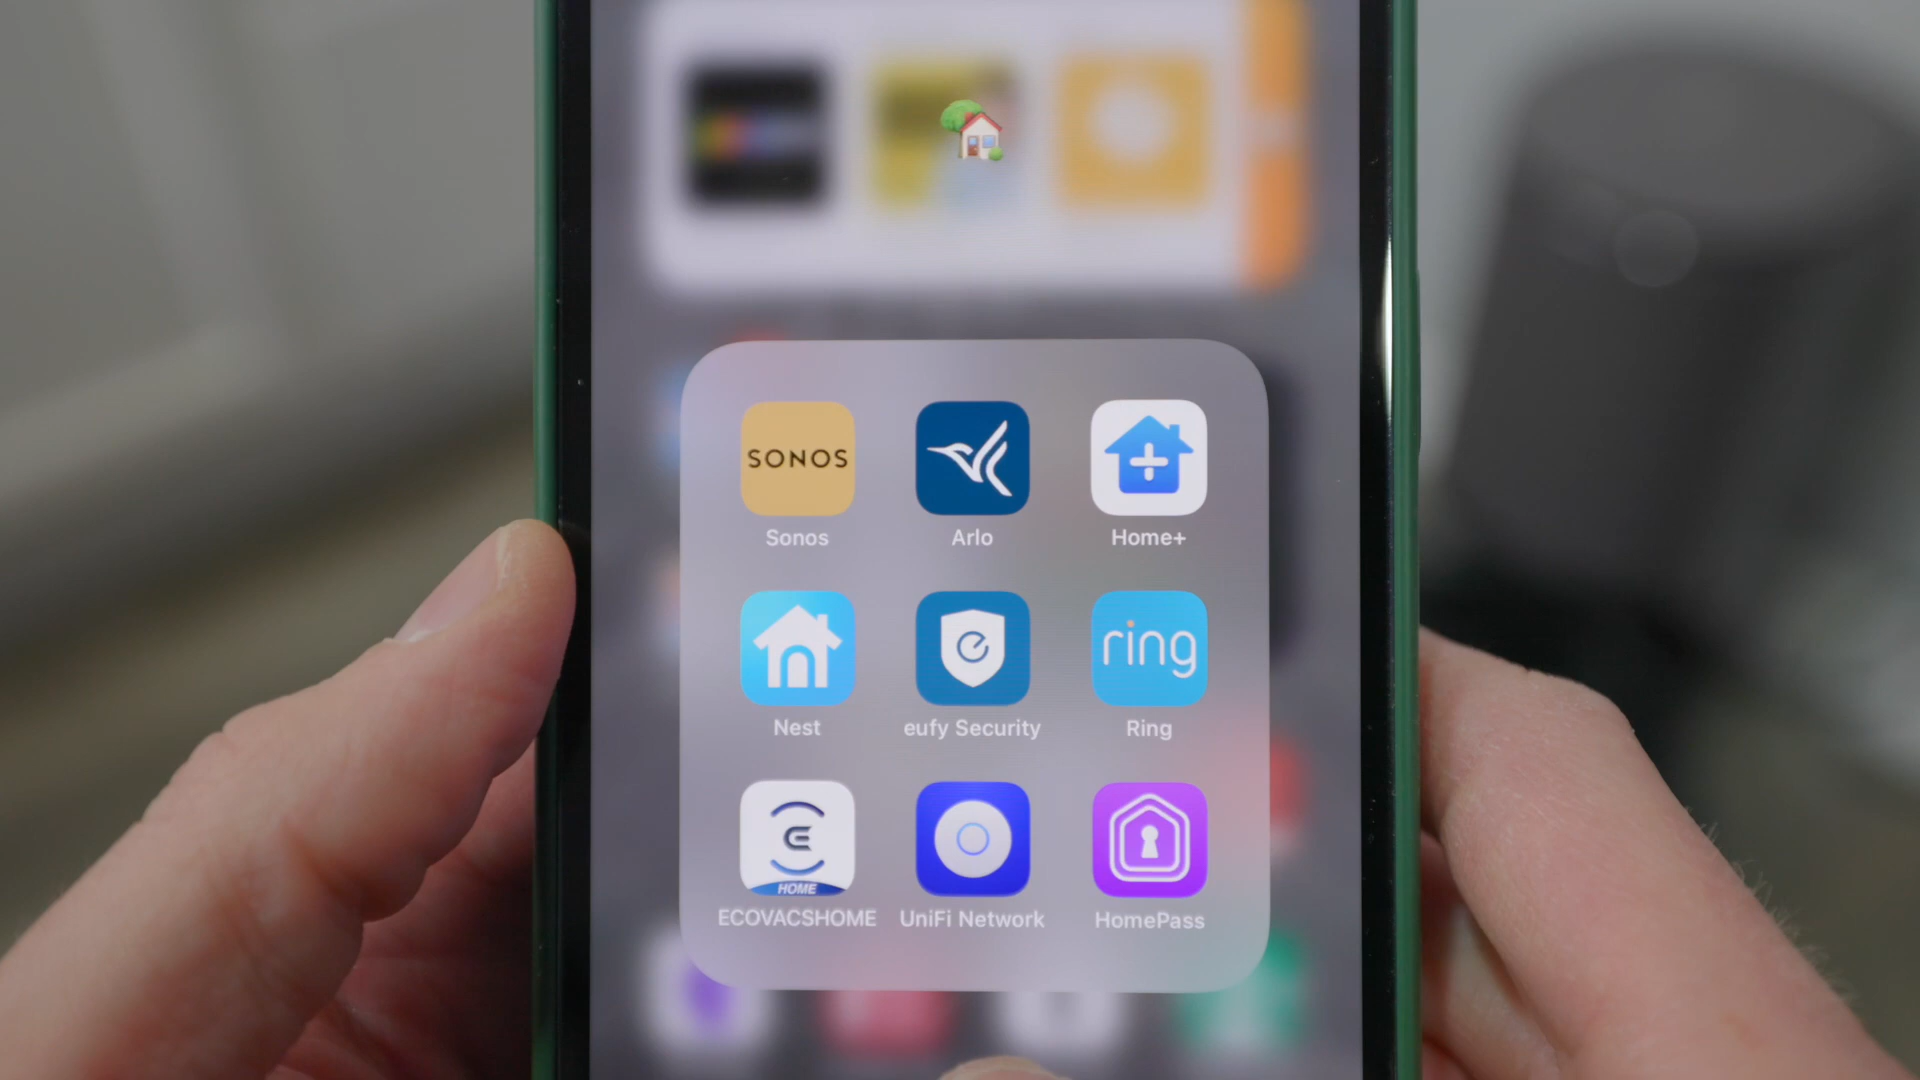 SONOS
Sonos
Arlo
Home+
Nest
eufy Security
ring
Ring
HOME
ECOVACSHOME
UniFi Network
HomePass